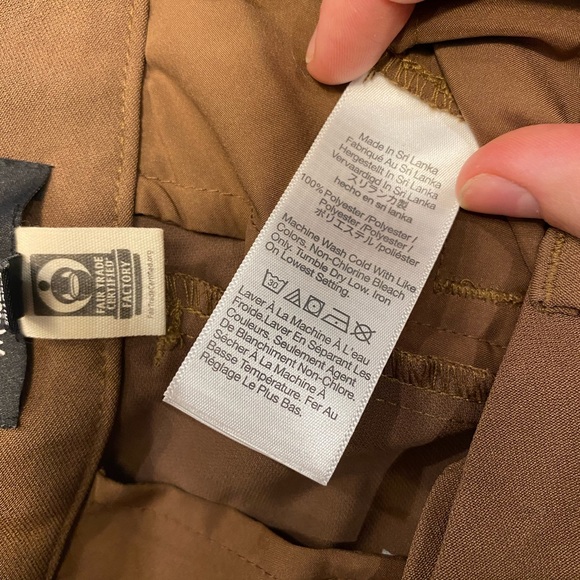 Made In Sri Lanka
Fabriqué Au Sri Lanka
Hergestellt In Sri Lanka
Vervaardigd In Sri Lanka
スリランカ製
hecho en sri lanka
100% Polyester /Polyester /
Polyester /Polyester /
ポリエステル/poliéster
Machine Wash Cold With Like
Colors. Non-Chlorine Bleach
Only. Tumble Dry Low. Iron
On Lowest Setting.
30
Laver À La Machine À L'eau
Froide.Laver En Séparant Les
Couleurs. Seulement Agent
De Blanchiment Non-Chlore.
Sécher À La Machine À
Basse Température. Fer Au
Réglage Le Plus Bas.
FAIR TRADE
CERTIFIED
FACTORY
FairTradeCertified.org